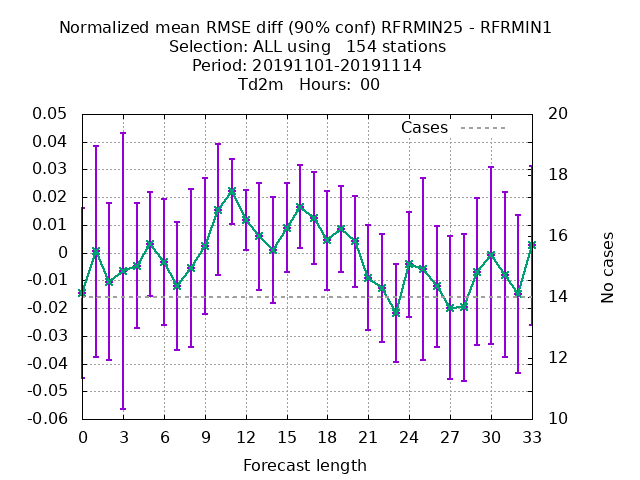 Normalized mean RMSE diff (90% conf) RFRMIN25 - RFRMIN1
Selection: ALL using   154 stations
Period: 20191101-20191114
Td2m   Hours:  00
Cases
0.05
0.04
0.03
0.02
0.01
0
-0.01
-0.02
-0.03
-0.04
-0.05
-0.06
20
18
16
14
12
10
No cases
0 3 6 9 12 15 18 21 24 27 30 33
Forecast length